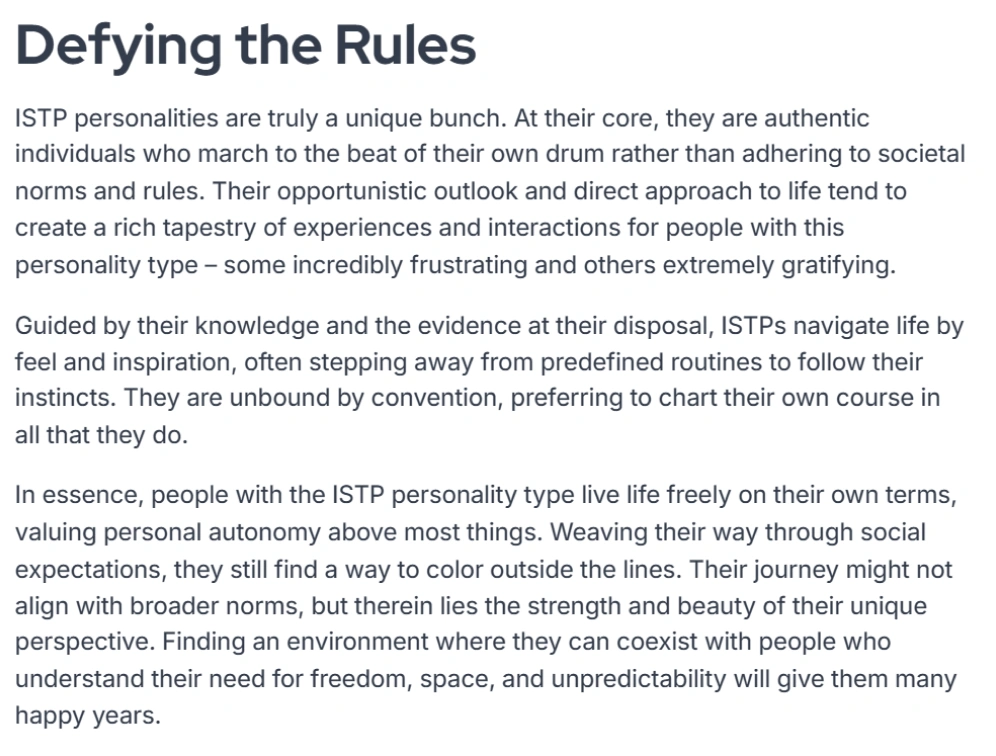 Defying the Rules
ISTP personalities are truly a unique bunch. At their core, they are authentic
individuals who march to the beat of their own drum rather than adhering to societal
norms and rules. Their opportunistic outlook and direct approach to life tend to
create a rich tapestry of experiences and interactions for people with this
personality type – some incredibly frustrating and others extremely gratifying.
Guided by their knowledge and the evidence at their disposal, ISTPs navigate life by
feel and inspiration, often stepping away from predefined routines to follow their
instincts. They are unbound by convention, preferring to chart their own course in
all that they do.
In essence, people with the ISTP personality type live life freely on their own terms,
valuing personal autonomy above most things. Weaving their way through social
expectations, they still find a way to color outside the lines. Their journey might not
align with broader norms, but therein lies the strength and beauty of their unique
perspective. Finding an environment where they can coexist with people who
understand their need for freedom, space, and unpredictability will give them many
happy years.